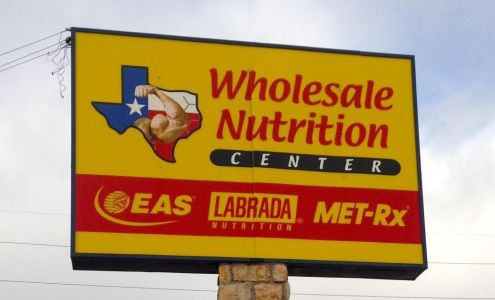 Wholesale
Nutrition
CENTER
EAS® LABRADA® MET-Rx®
NUTRITION